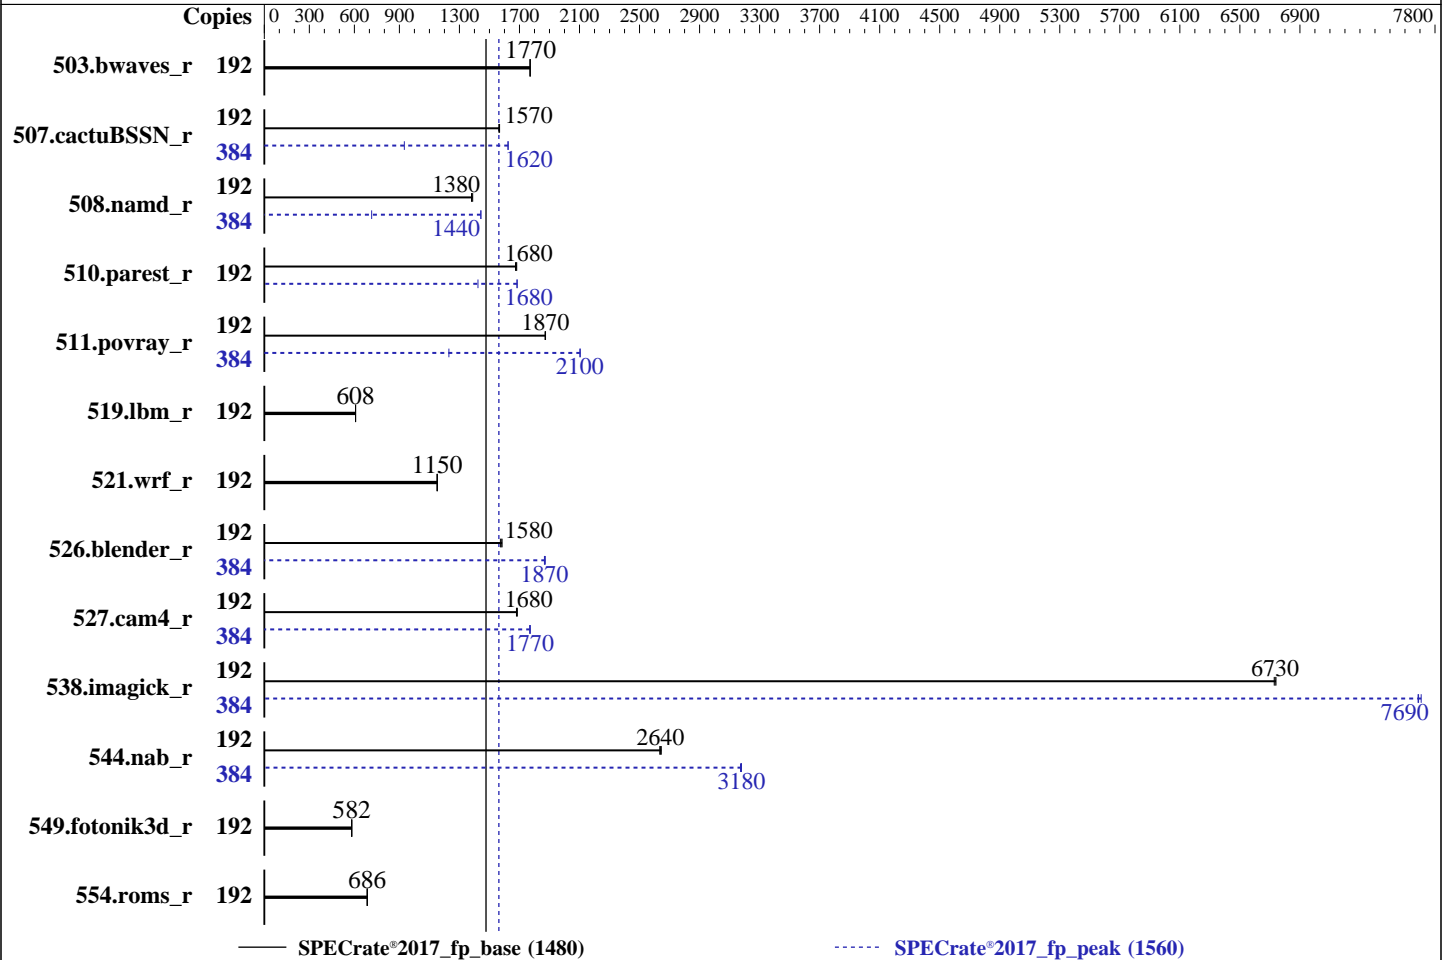 Copies 0 300 600 900 1300 1700 2100 2500 2900 3300 3700 4100 4500 4900 5300 5700 6100 6500 6900 7800
503.bwaves_r 192 1770
507.cactuBSSN_r 192 1570
384 1620
508.namd_r 192 1380
384 1440
510.parest_r 192 1680
1680
511.povray_r 192 1870
384 2100
519.lbm_r 192 608
521.wrf_r 192 1150
526.blender_r 192 1580
384 1870
527.cam4_r 192 1680
384 1770
538.imagick_r 192 6730
384 7690
544.nab_r 192 2640
384 3180
549.fotonik3d_r 192 582
554.roms_r 192 686
SPECrate®2017_fp_base (1480) SPECrate®2017_fp_peak (1560)